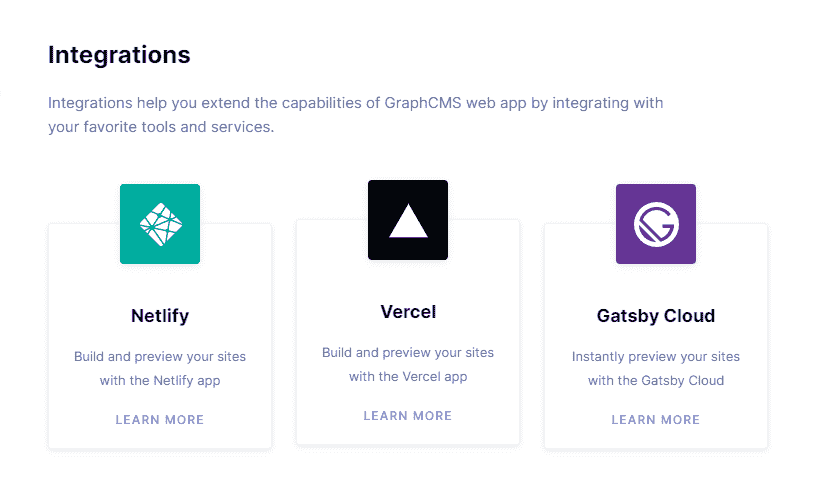 Integrations
Integrations help you extend the capabilities of GraphCMS web app by integrating with
your favorite tools and services.
Netlify
Build and preview your sites
with the Netlify app
LEARN MORE
Vercel
Build and preview your sites
with the Vercel app
LEARN MORE
Gatsby Cloud
Instantly preview your sites
with the Gatsby Cloud
LEARN MORE